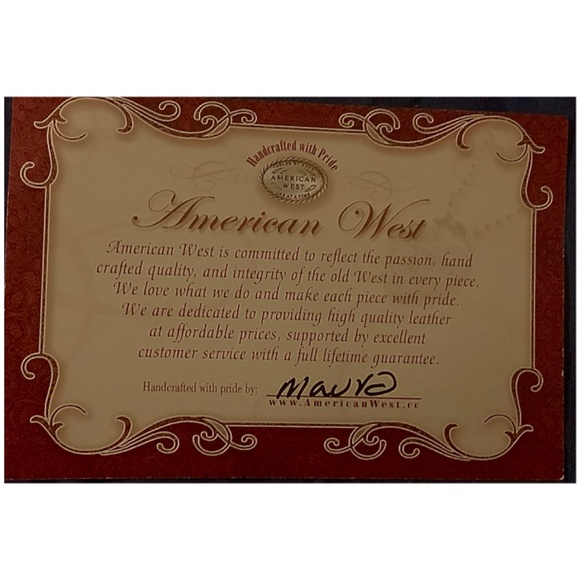 Handcrafted with Pride
AMERICAN
WEST
American West
American West is committed to reflect the passion, hand
crafted quality, and integrity of the old West in every piece.
We love what we do and make each piece with pride.
We are dedicated to providing high quality leather
at affordable prices, supported by excellent
customer service with a full lifetime guarantee.
Handcrafted with pride by: Mauro
www.AmericanWest.cc